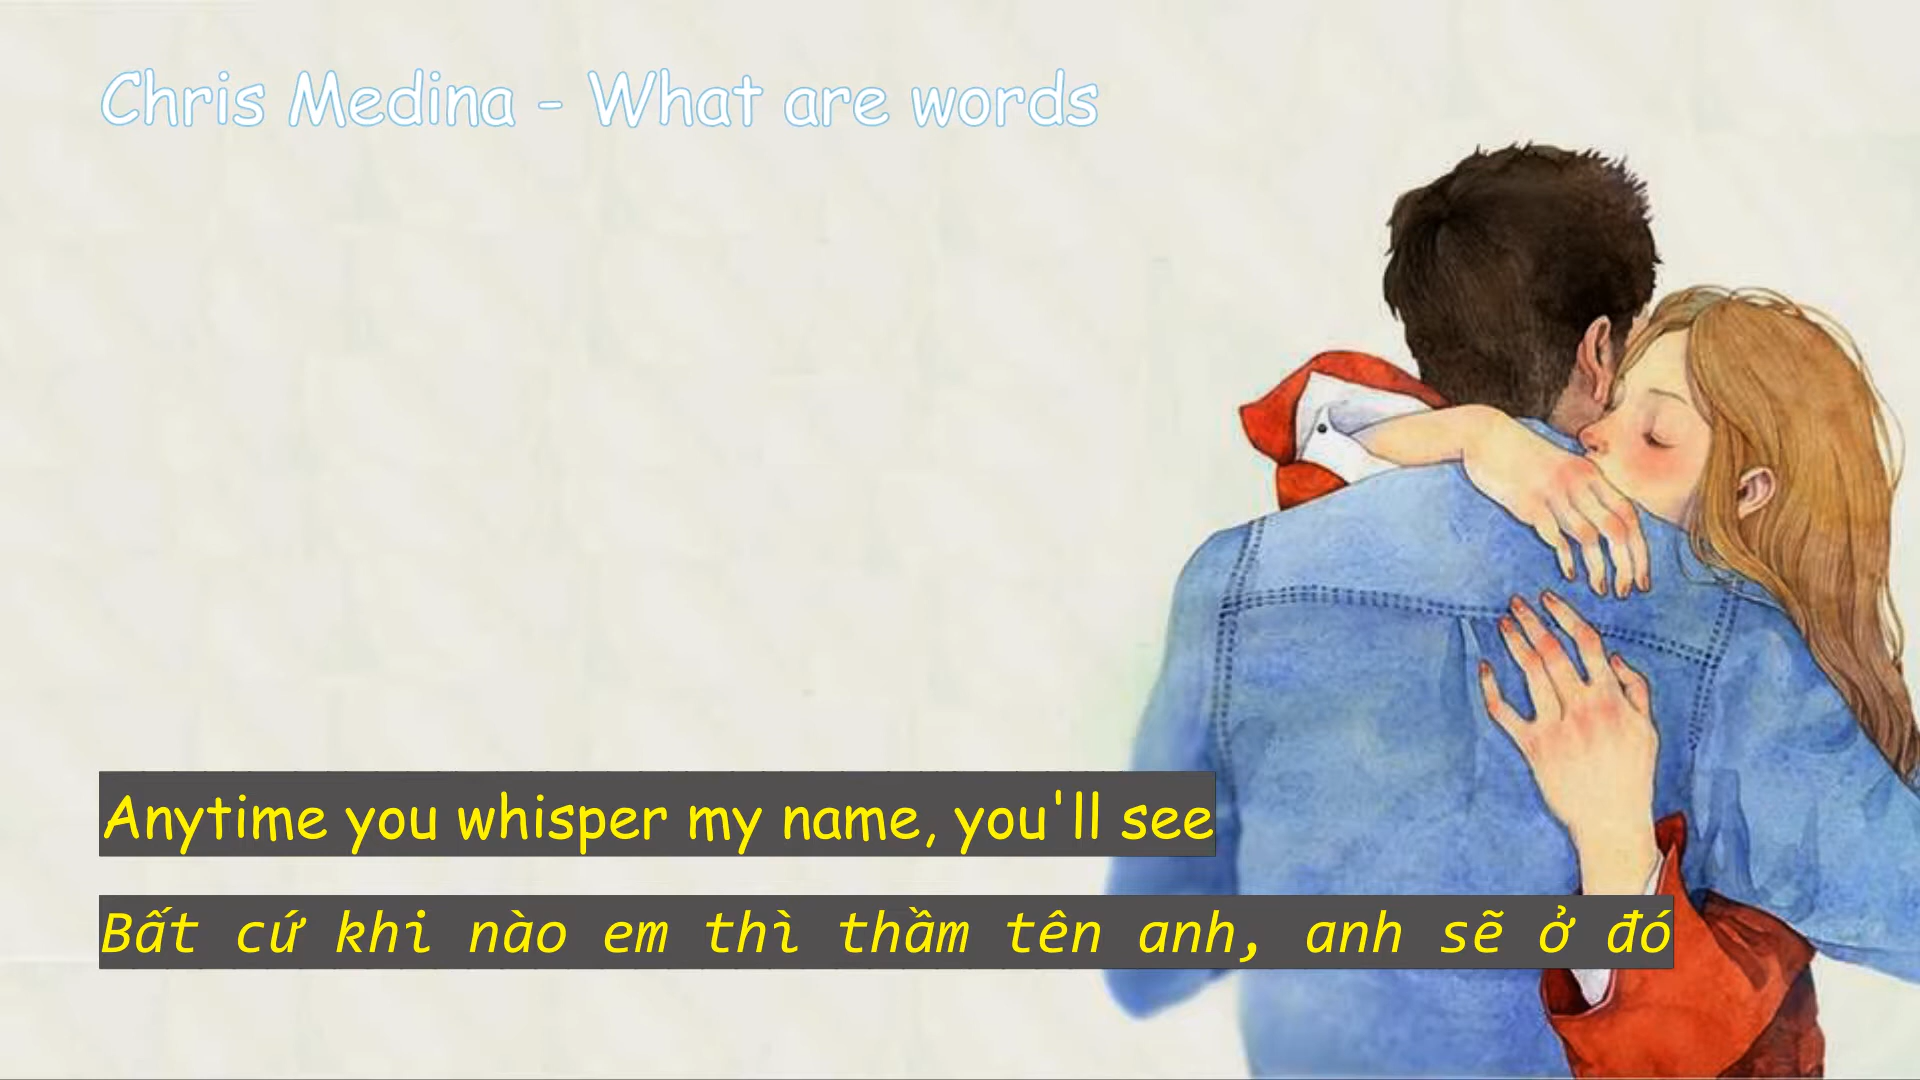 Chris Medina - What are words
Anytime you whisper my name, you'll see
Bất cứ khi nào em thì thầm tên anh, anh sẽ ở đó